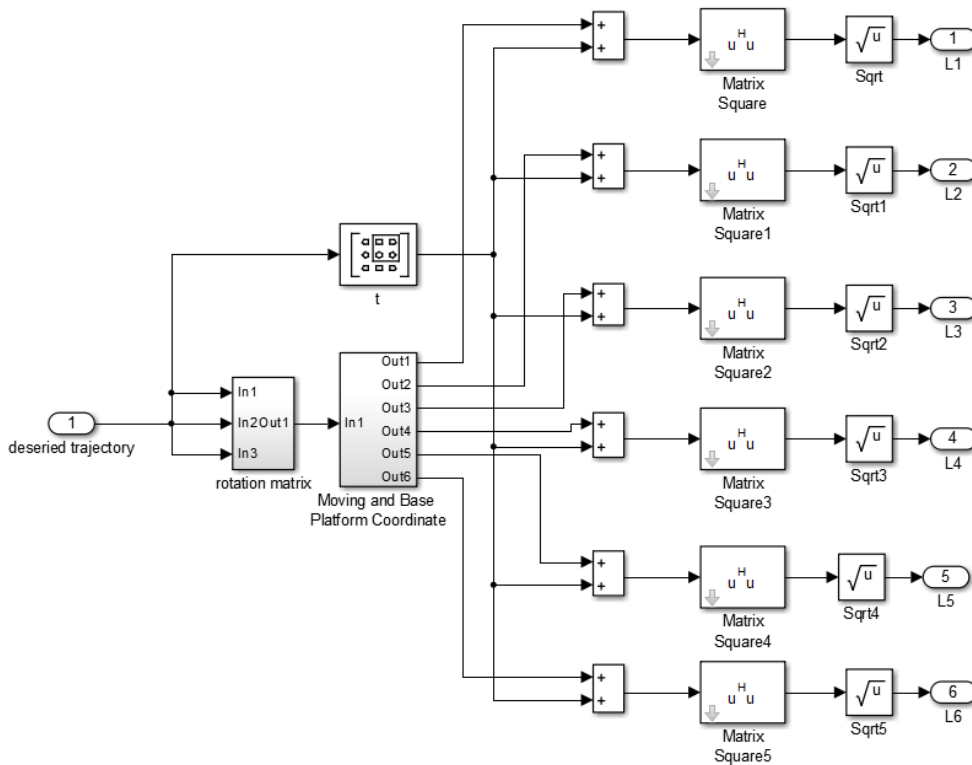 +
+
H
u u
Matrix
Square
√u
Sqrt
1
L1
+
+
H
u u
Matrix
Square1
√u
Sqrt1
2
L2
t
+
+
H
u u
Matrix
Square2
√u
Sqrt2
3
L3
1
deseried trajectory
In1
In2Out1
In3
rotation matrix
In1
Out1
Out2
Out3
Out4
Out5
Out6
Moving and Base
Platform Coordinate
+
+
H
u u
Matrix
Square3
√u
Sqrt3
4
L4
+
+
H
u u
Matrix
Square4
√u
Sqrt4
5
L5
+
+
H
u u
Matrix
Square5
√u
Sqrt5
6
L6